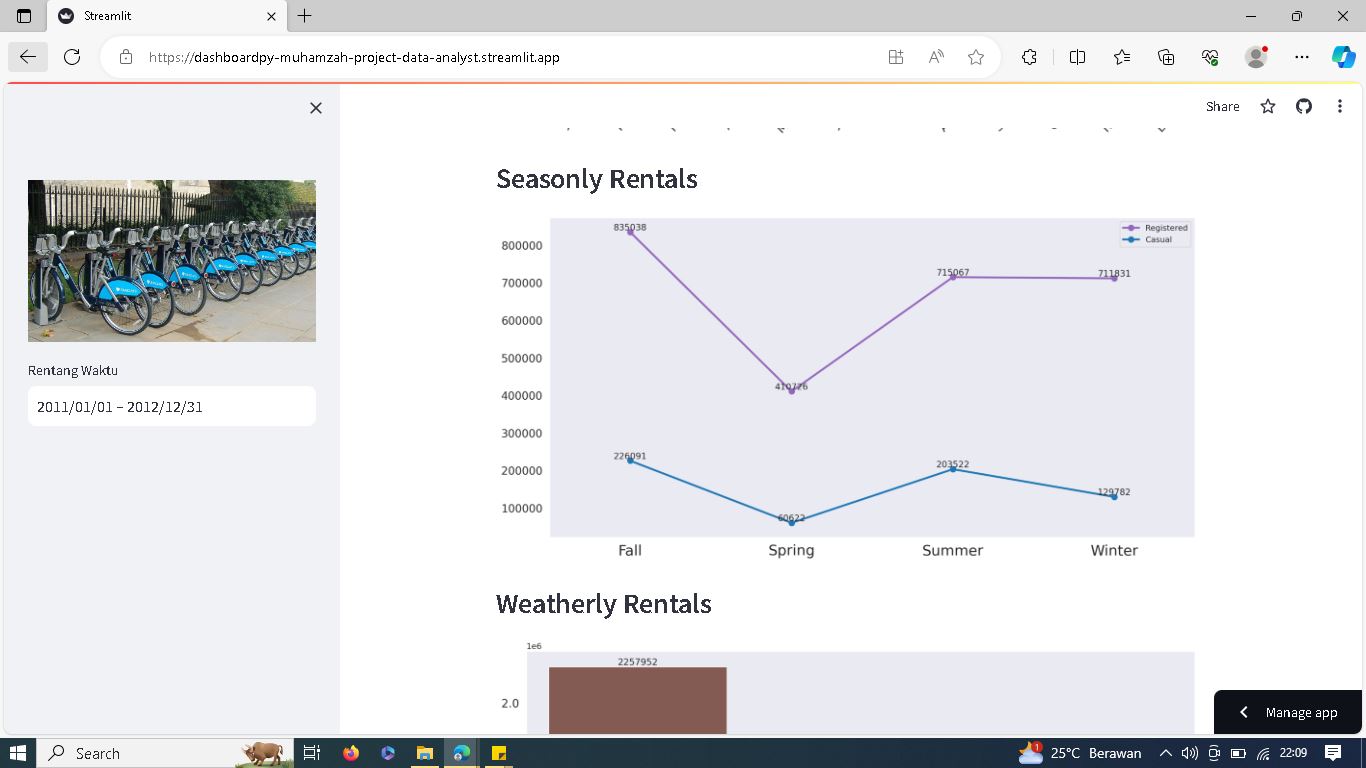 Streamlit
https://dashboardpy-muhamzah-project-data-analyst.streamlit.app
Share
Rentang Waktu
2011/01/01 – 2012/12/31
Seasonly Rentals
Registered
Casual
800000
700000
600000
500000
400000
300000
200000
100000
835038
410726
715067
711831
226091
60622
203522
129782
Fall Spring Summer Winter
Weatherly Rentals
1e6
2257952
2.0
Manage app
Search
1
25°C Berawan
22:09